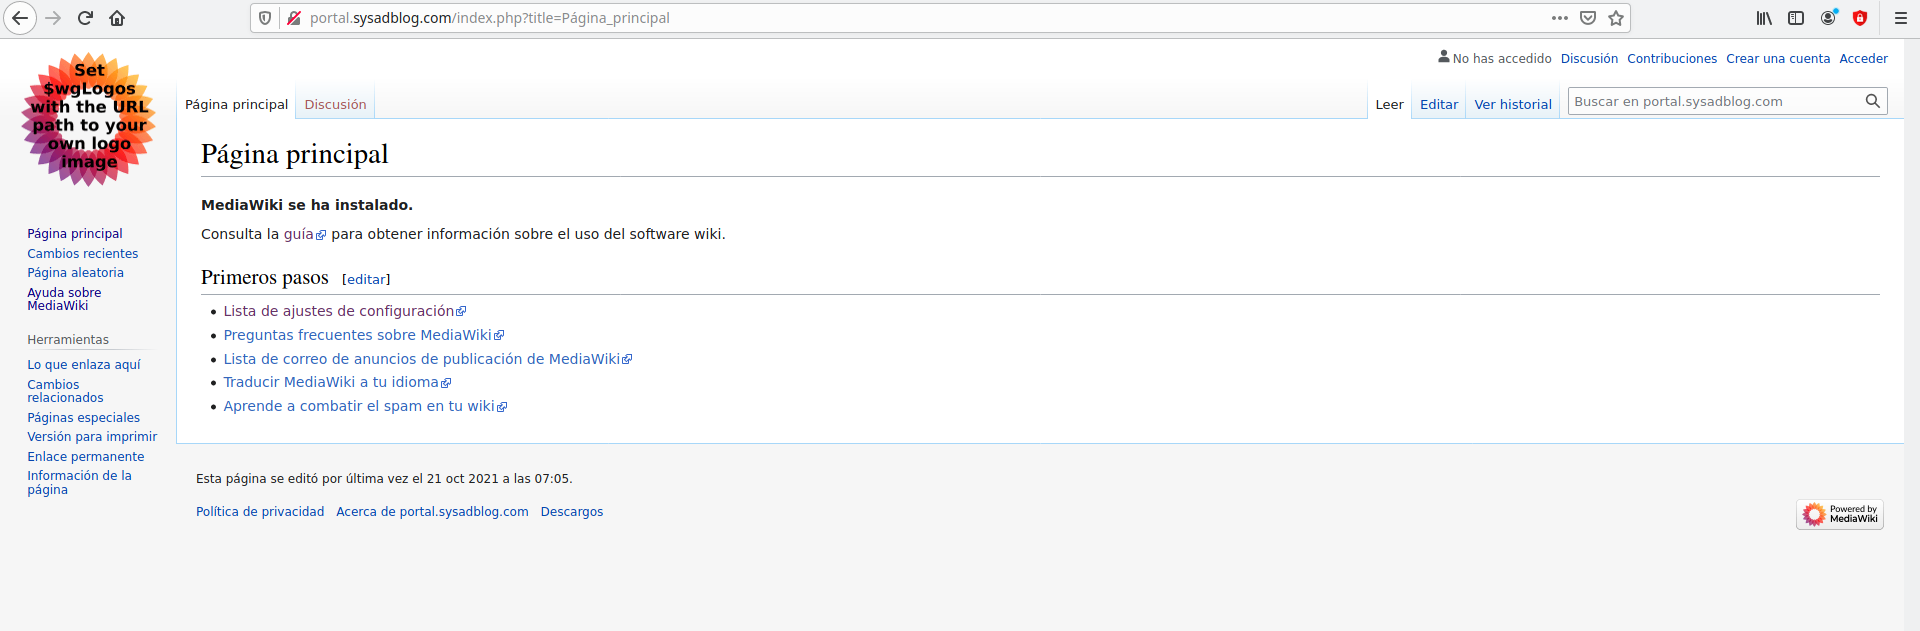 portal.sysadblog.com/index.php?title=Página_principal
Set
$wgLogos
with the URL
path to your
own logo
image
No has accedido Discusión Contribuciones Crear una cuenta Acceder
Página principal Discusión Leer Editar Ver historial Buscar en portal.sysadblog.com
Página principal
MediaWiki se ha instalado.
Consulta la guía para obtener información sobre el uso del software wiki.
Primeros pasos [editar]
Lista de ajustes de configuración
Preguntas frecuentes sobre MediaWiki
Lista de correo de anuncios de publicación de MediaWiki
Traducir MediaWiki a tu idioma
Aprende a combatir el spam en tu wiki
Página principal
Cambios recientes
Página aleatoria
Ayuda sobre
MediaWiki
Herramientas
Lo que enlaza aquí
Cambios
relacionados
Páginas especiales
Versión para imprimir
Enlace permanente
Información de la
página
Esta página se editó por última vez el 21 oct 2021 a las 07:05.
Política de privacidad Acerca de portal.sysadblog.com Descargos
Powered by
MediaWiki